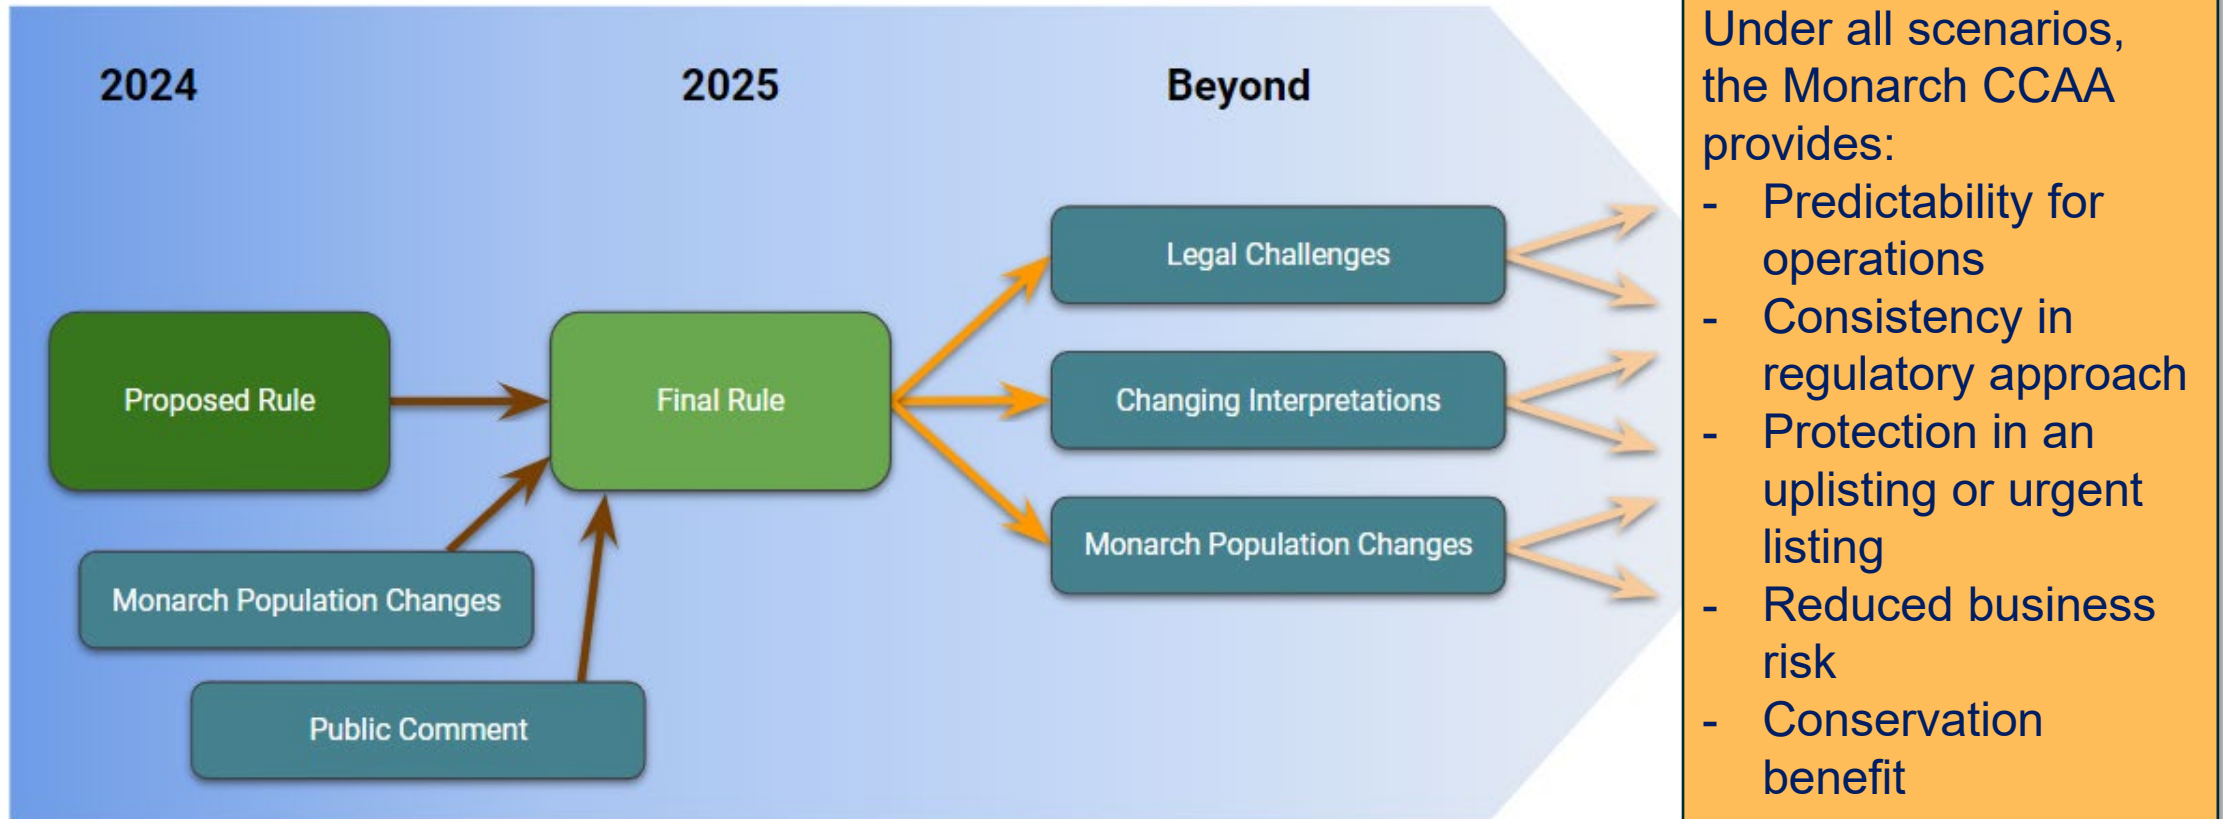 2024
2025
Beyond
Legal Challenges
Proposed Rule
Final Rule
Changing Interpretations
Monarch Population Changes
Monarch Population Changes
Public Comment
Under all scenarios,
the Monarch CCAA
provides:
- Predictability for
operations
- Consistency in
regulatory approach
- Protection in an
uplisting or urgent
listing
- Reduced business
risk
- Conservation
benefit